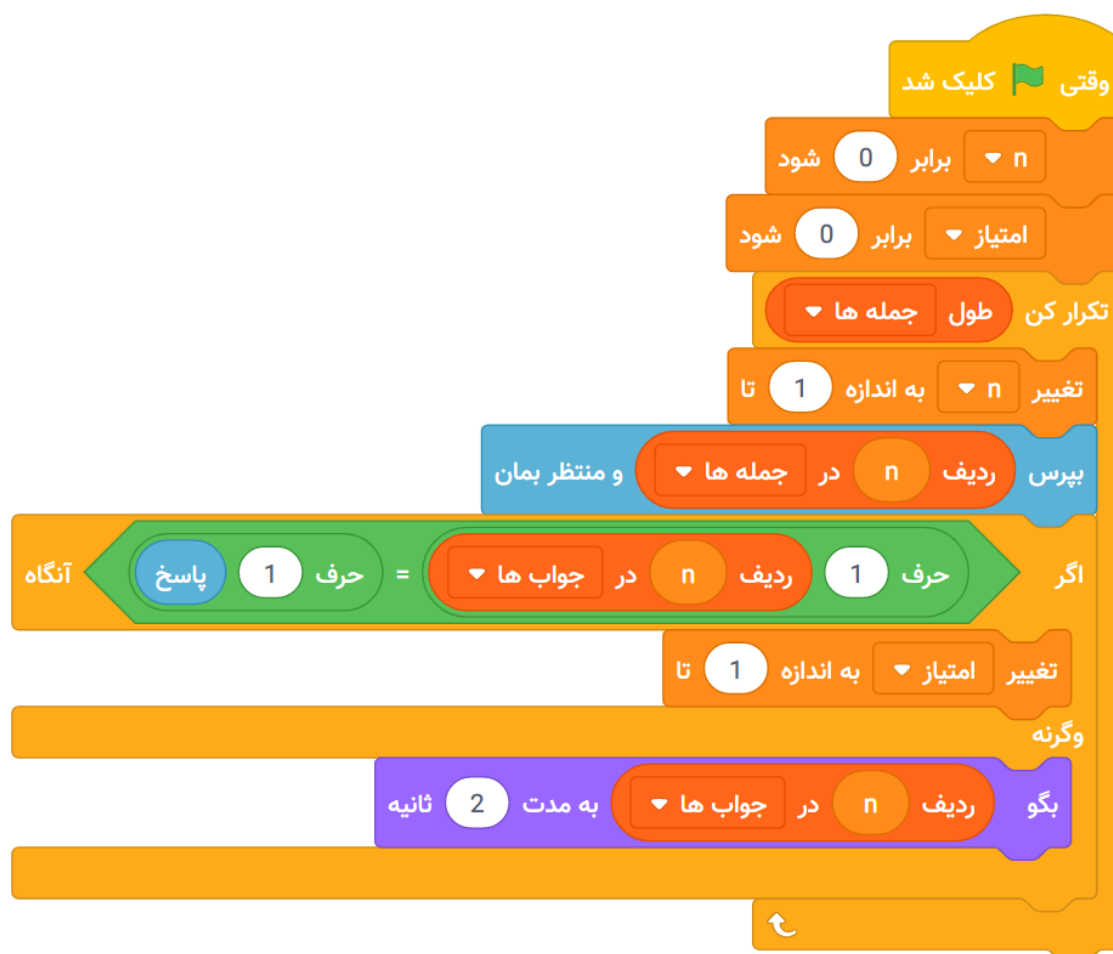 وقتی کلیک شد
n برابر 0 شود
امتیاز برابر 0 شود
تکرار کن طول جمله ها
تغییر n به اندازه 1 تا
بپرس ردیف n در جمله ها و منتظر بمان
اگر حرف 1 ردیف n در جواب ها = حرف 1 پاسخ آنگاه
تغییر امتیاز به اندازه 1 تا
وگرنه
بگو ردیف n در جواب ها به مدت 2 ثانیه